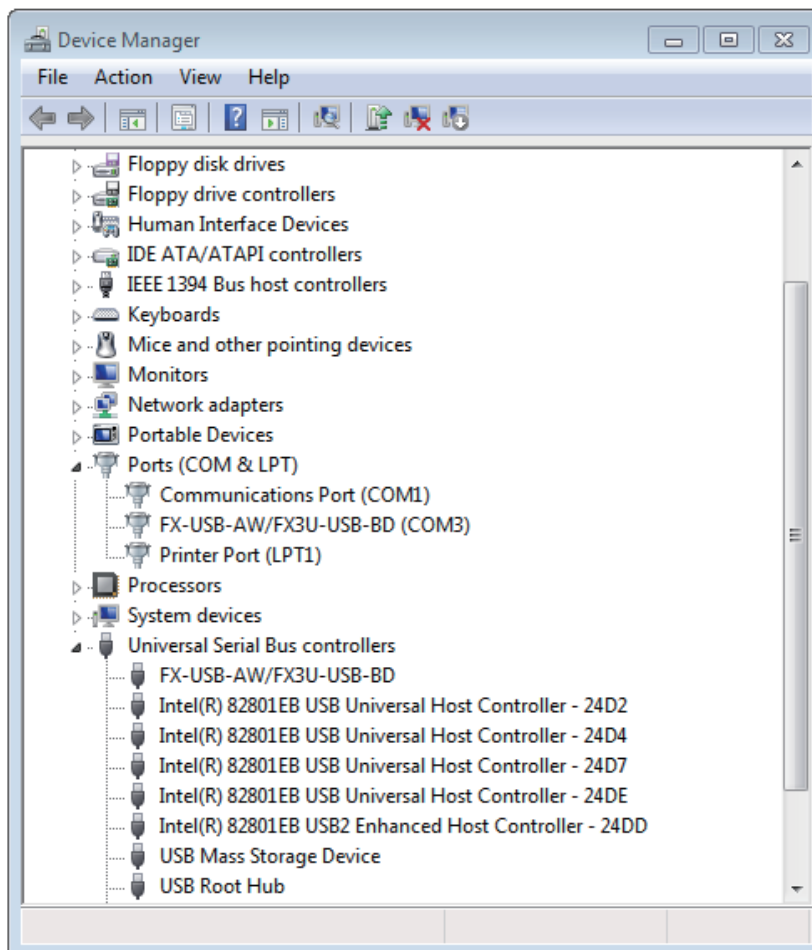 Device Manager
File Action View Help
Floppy disk drives
Floppy drive controllers
Human Interface Devices
IDE ATA/ATAPI controllers
IEEE 1394 Bus host controllers
Keyboards
Mice and other pointing devices
Monitors
Network adapters
Portable Devices
Ports (COM & LPT)
Communications Port (COM1)
FX-USB-AW/FX3U-USB-BD (COM3)
Printer Port (LPT1)
Processors
System devices
Universal Serial Bus controllers
FX-USB-AW/FX3U-USB-BD
Intel(R) 82801EB USB Universal Host Controller - 24D2
Intel(R) 82801EB USB Universal Host Controller - 24D4
Intel(R) 82801EB USB Universal Host Controller - 24D7
Intel(R) 82801EB USB Universal Host Controller - 24DE
Intel(R) 82801EB USB2 Enhanced Host Controller - 24DD
USB Mass Storage Device
USB Root Hub